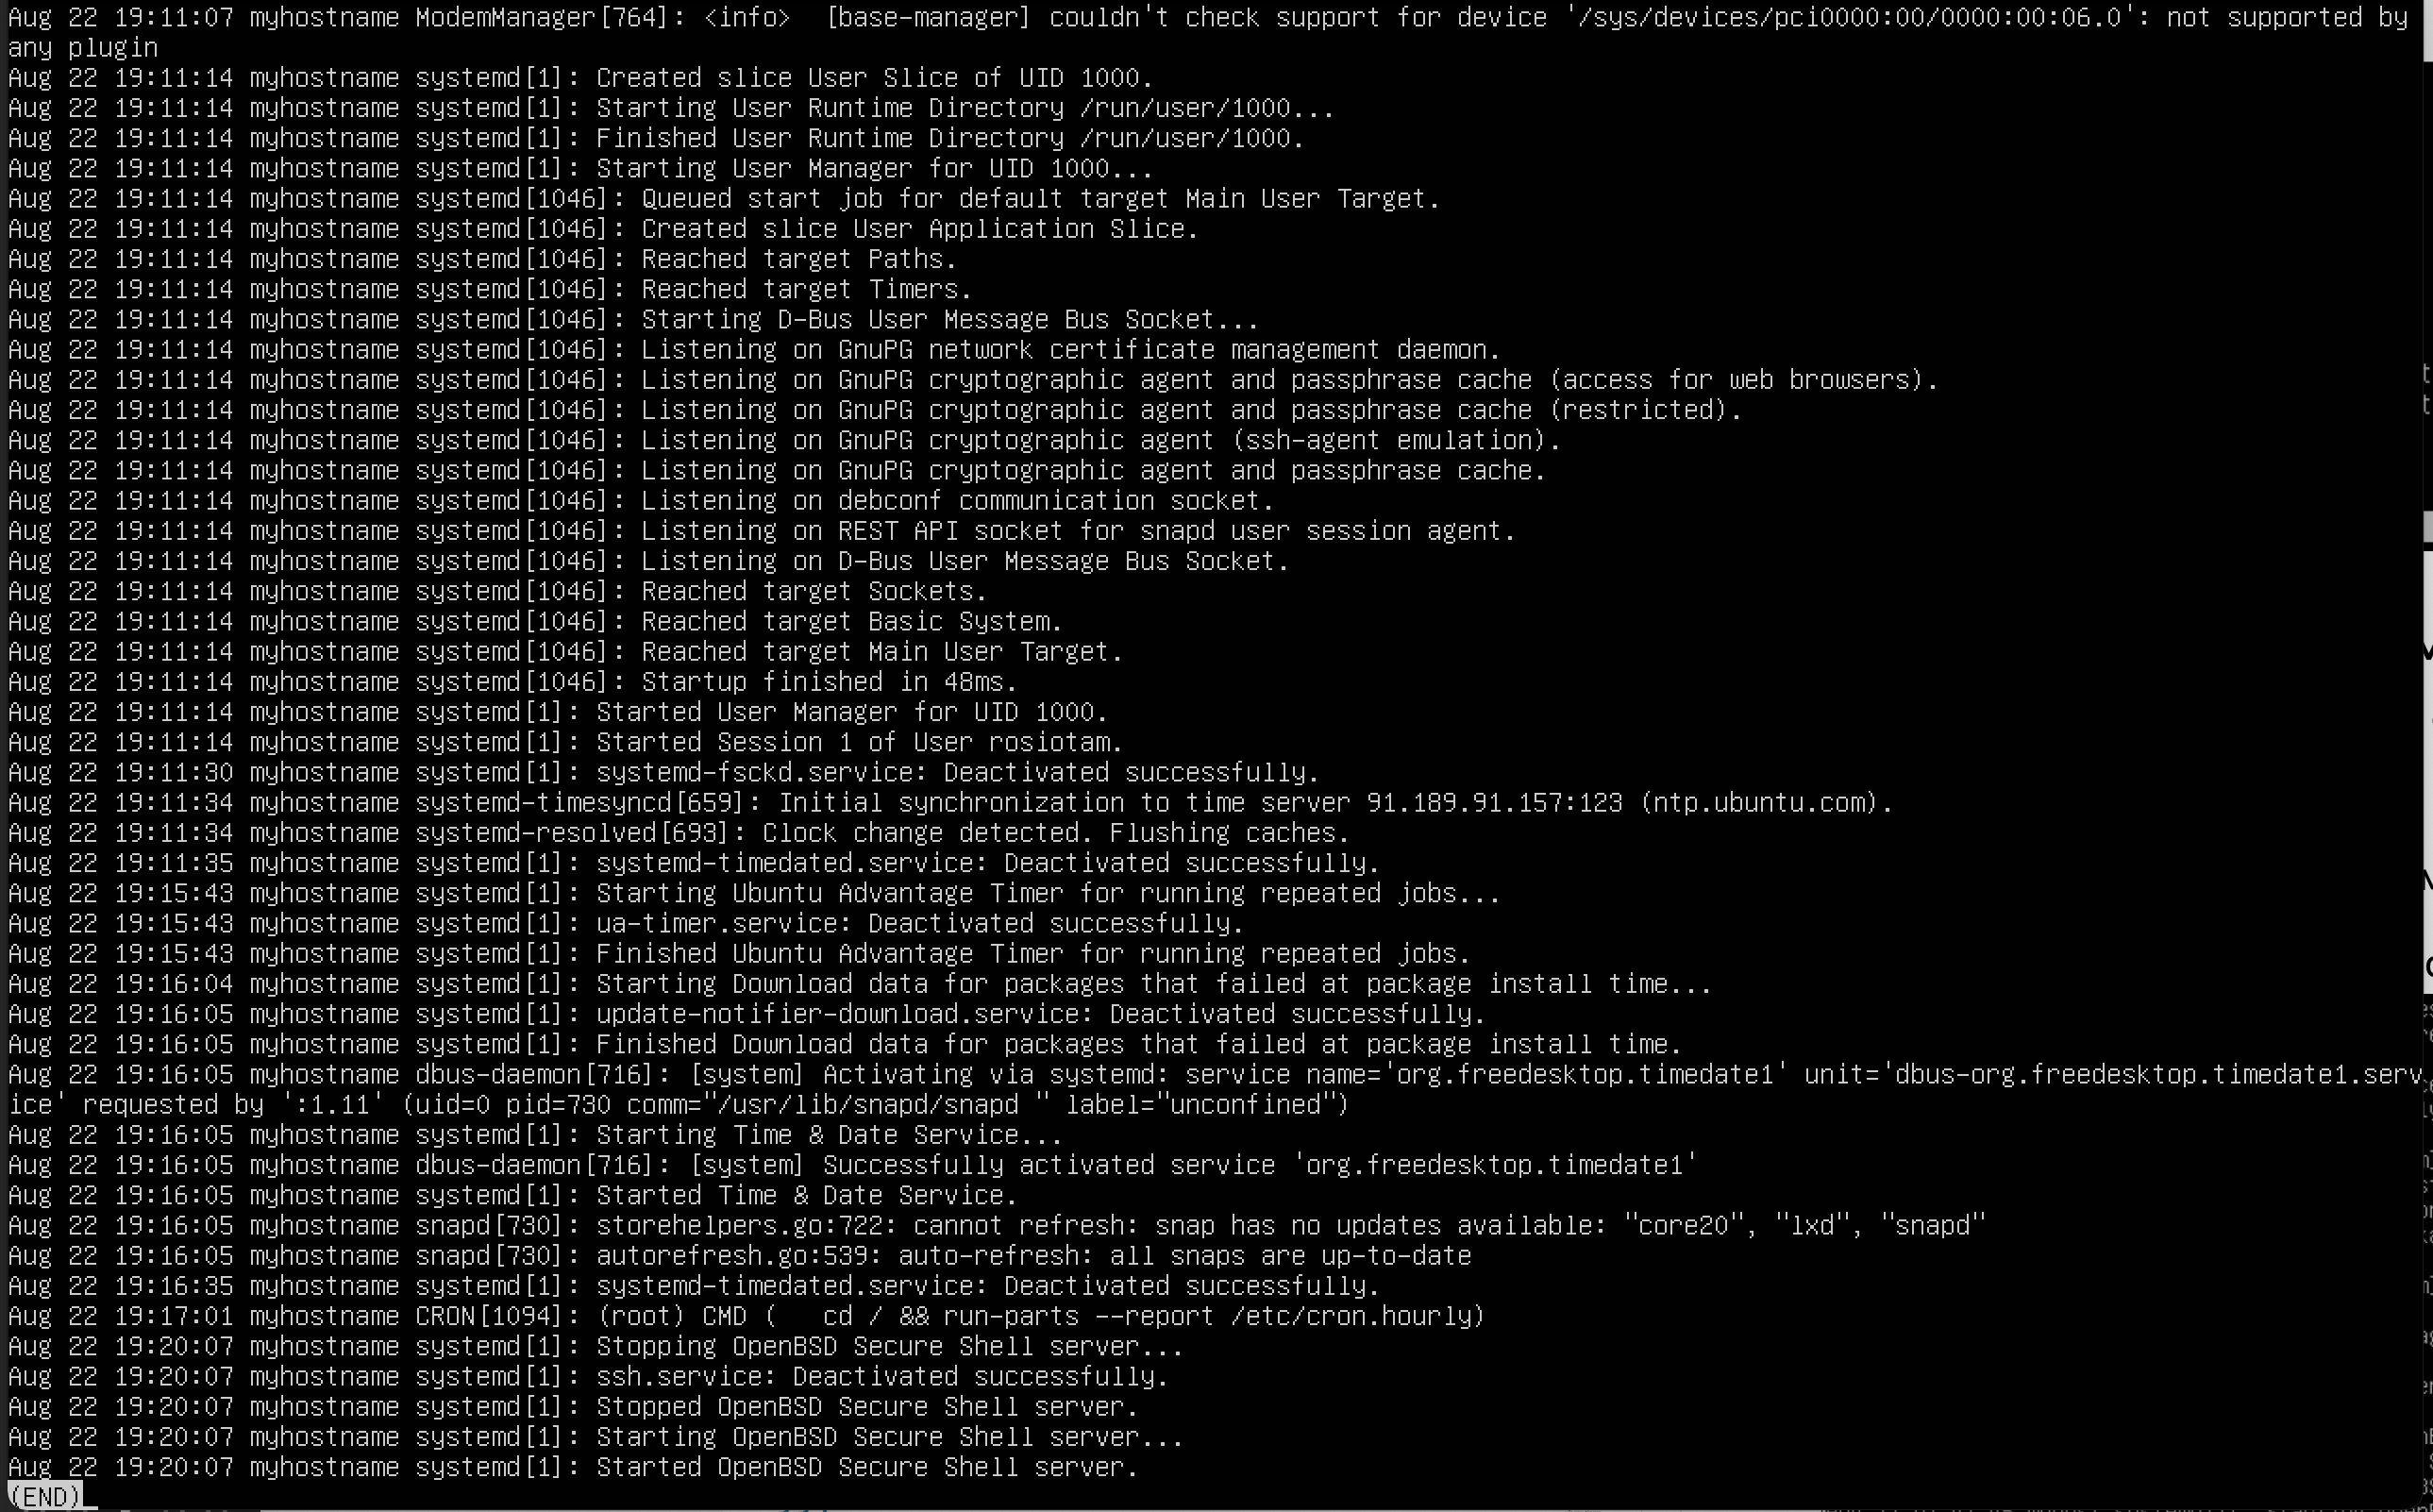 Aug 22 19:11:07 myhostname ModemManager[764]: <info>  [base-manager] couldn't check support for device '/sys/devices/pci0000:00/0000:00:06.0': not supported by
any plugin
Aug 22 19:11:14 myhostname systemd[1]: Created slice User Slice of UID 1000.
Aug 22 19:11:14 myhostname systemd[1]: Starting User Runtime Directory /run/user/1000...
Aug 22 19:11:14 myhostname systemd[1]: Finished User Runtime Directory /run/user/1000.
Aug 22 19:11:14 myhostname systemd[1]: Starting User Manager for UID 1000...
Aug 22 19:11:14 myhostname systemd[1046]: Queued start job for default target Main User Target.
Aug 22 19:11:14 myhostname systemd[1046]: Created slice User Application Slice.
Aug 22 19:11:14 myhostname systemd[1046]: Reached target Paths.
Aug 22 19:11:14 myhostname systemd[1046]: Reached target Timers.
Aug 22 19:11:14 myhostname systemd[1046]: Starting D-Bus User Message Bus Socket...
Aug 22 19:11:14 myhostname systemd[1046]: Listening on GnuPG network certificate management daemon.
Aug 22 19:11:14 myhostname systemd[1046]: Listening on GnuPG cryptographic agent and passphrase cache (access for web browsers).
Aug 22 19:11:14 myhostname systemd[1046]: Listening on GnuPG cryptographic agent and passphrase cache (restricted).
Aug 22 19:11:14 myhostname systemd[1046]: Listening on GnuPG cryptographic agent (ssh-agent emulation).
Aug 22 19:11:14 myhostname systemd[1046]: Listening on GnuPG cryptographic agent and passphrase cache.
Aug 22 19:11:14 myhostname systemd[1046]: Listening on debconf communication socket.
Aug 22 19:11:14 myhostname systemd[1046]: Listening on REST API socket for snapd user session agent.
Aug 22 19:11:14 myhostname systemd[1046]: Listening on D-Bus User Message Bus Socket.
Aug 22 19:11:14 myhostname systemd[1046]: Reached target Sockets.
Aug 22 19:11:14 myhostname systemd[1046]: Reached target Basic System.
Aug 22 19:11:14 myhostname systemd[1046]: Reached target Main User Target.
Aug 22 19:11:14 myhostname systemd[1046]: Startup finished in 48ms.
Aug 22 19:11:14 myhostname systemd[1]: Started User Manager for UID 1000.
Aug 22 19:11:14 myhostname systemd[1]: Started Session 1 of User rosiotam.
Aug 22 19:11:30 myhostname systemd[1]: systemd-fsckd.service: Deactivated successfully.
Aug 22 19:11:34 myhostname systemd-timesyncd[659]: Initial synchronization to time server 91.189.91.157:123 (ntp.ubuntu.com).
Aug 22 19:11:34 myhostname systemd-resolved[693]: Clock change detected. Flushing caches.
Aug 22 19:11:35 myhostname systemd[1]: systemd-timedated.service: Deactivated successfully.
Aug 22 19:15:43 myhostname systemd[1]: Starting Ubuntu Advantage Timer for running repeated jobs...
Aug 22 19:15:43 myhostname systemd[1]: ua-timer.service: Deactivated successfully.
Aug 22 19:15:43 myhostname systemd[1]: Finished Ubuntu Advantage Timer for running repeated jobs.
Aug 22 19:16:04 myhostname systemd[1]: Starting Download data for packages that failed at package install time...
Aug 22 19:16:05 myhostname systemd[1]: update-notifier-download.service: Deactivated successfully.
Aug 22 19:16:05 myhostname systemd[1]: Finished Download data for packages that failed at package install time.
Aug 22 19:16:05 myhostname dbus-daemon[716]: [system] Activating via systemd: service name='org.freedesktop.timedate1' unit='dbus-org.freedesktop.timedate1.serv
ice' requested by ':1.11' (uid=0 pid=730 comm="/usr/lib/snapd/snapd " label="unconfined")
Aug 22 19:16:05 myhostname systemd[1]: Starting Time & Date Service...
Aug 22 19:16:05 myhostname dbus-daemon[716]: [system] Successfully activated service 'org.freedesktop.timedate1'
Aug 22 19:16:05 myhostname systemd[1]: Started Time & Date Service.
Aug 22 19:16:05 myhostname snapd[730]: storehelpers.go:722: cannot refresh: snap has no updates available: "core20", "lxd", "snapd"
Aug 22 19:16:05 myhostname snapd[730]: autorefresh.go:539: auto-refresh: all snaps are up-to-date
Aug 22 19:16:35 myhostname systemd[1]: systemd-timedated.service: Deactivated successfully.
Aug 22 19:17:01 myhostname CRON[1094]: (root) CMD (   cd / && run-parts --report /etc/cron.hourly)
Aug 22 19:20:07 myhostname systemd[1]: Stopping OpenBSD Secure Shell server...
Aug 22 19:20:07 myhostname systemd[1]: ssh.service: Deactivated successfully.
Aug 22 19:20:07 myhostname systemd[1]: Stopped OpenBSD Secure Shell server.
Aug 22 19:20:07 myhostname systemd[1]: Starting OpenBSD Secure Shell server...
Aug 22 19:20:07 myhostname systemd[1]: Started OpenBSD Secure Shell server.
(END)